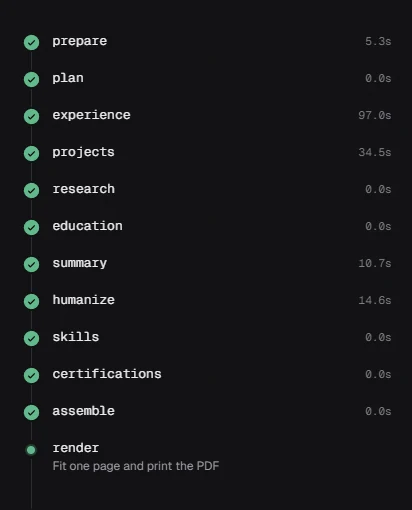 prepare 5.3s
plan 0.0s
experience 97.0s
projects 34.5s
research 0.0s
education 0.0s
summary 10.7s
humanize 14.6s
skills 0.0s
certifications 0.0s
assemble 0.0s
render
Fit one page and print the PDF